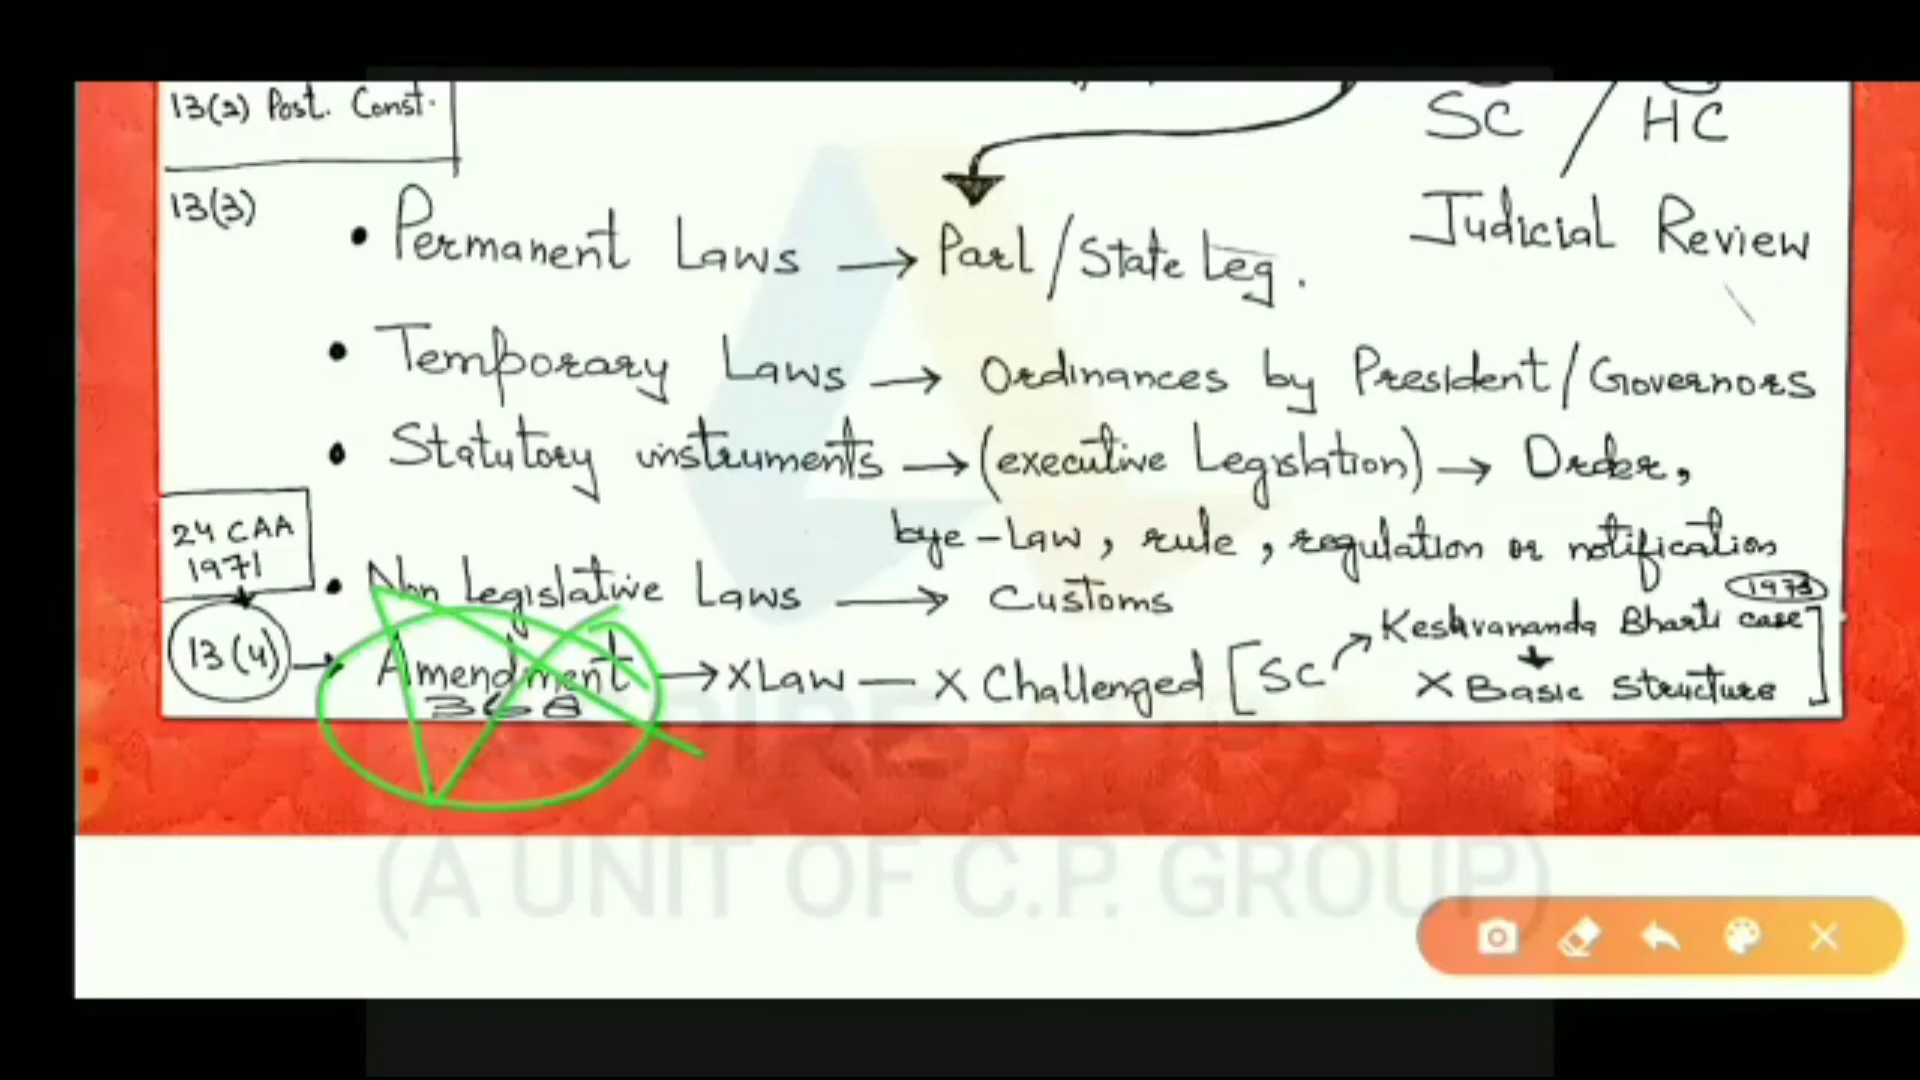 13(2) Post. Const.
SC / HC
Judicial Review
13(3)
• Permanent Laws → Parl/State Leg.
• Temporary Laws → Ordinances by President/Governors
• Statutory instruments → (executive Legislation) → Order,
bye-Law, rule, regulation or notification
24 CAA
1971
• Non Legislative Laws → Customs
1973
Keshvananda Bharti case
13(4) → Amendment → X Law — X Challenged [SC
368
X Basic Structure]
(A UNIT OF C.P. GROUP)